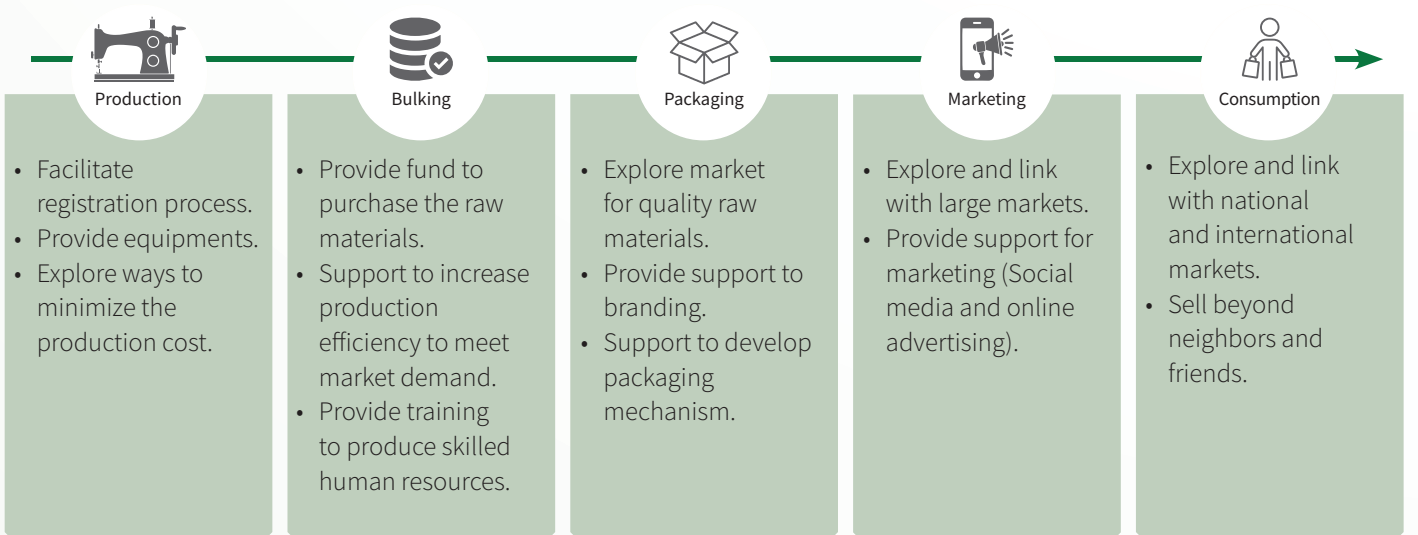 Production
• Facilitate
registration process.
• Provide equipments.
• Explore ways to
minimize the
production cost.
Bulking
• Provide fund to
purchase the raw
materials.
• Support to increase
production
efficiency to meet
market demand.
• Provide training
to produce skilled
human resources.
Packaging
• Explore market
for quality raw
materials.
• Provide support to
branding.
• Support to develop
packaging
mechanism.
Marketing
• Explore and link
with large markets.
• Provide support for
marketing (Social
media and online
advertising).
Consumption
• Explore and link
with national
and international
markets.
• Sell beyond
neighbors and
friends.